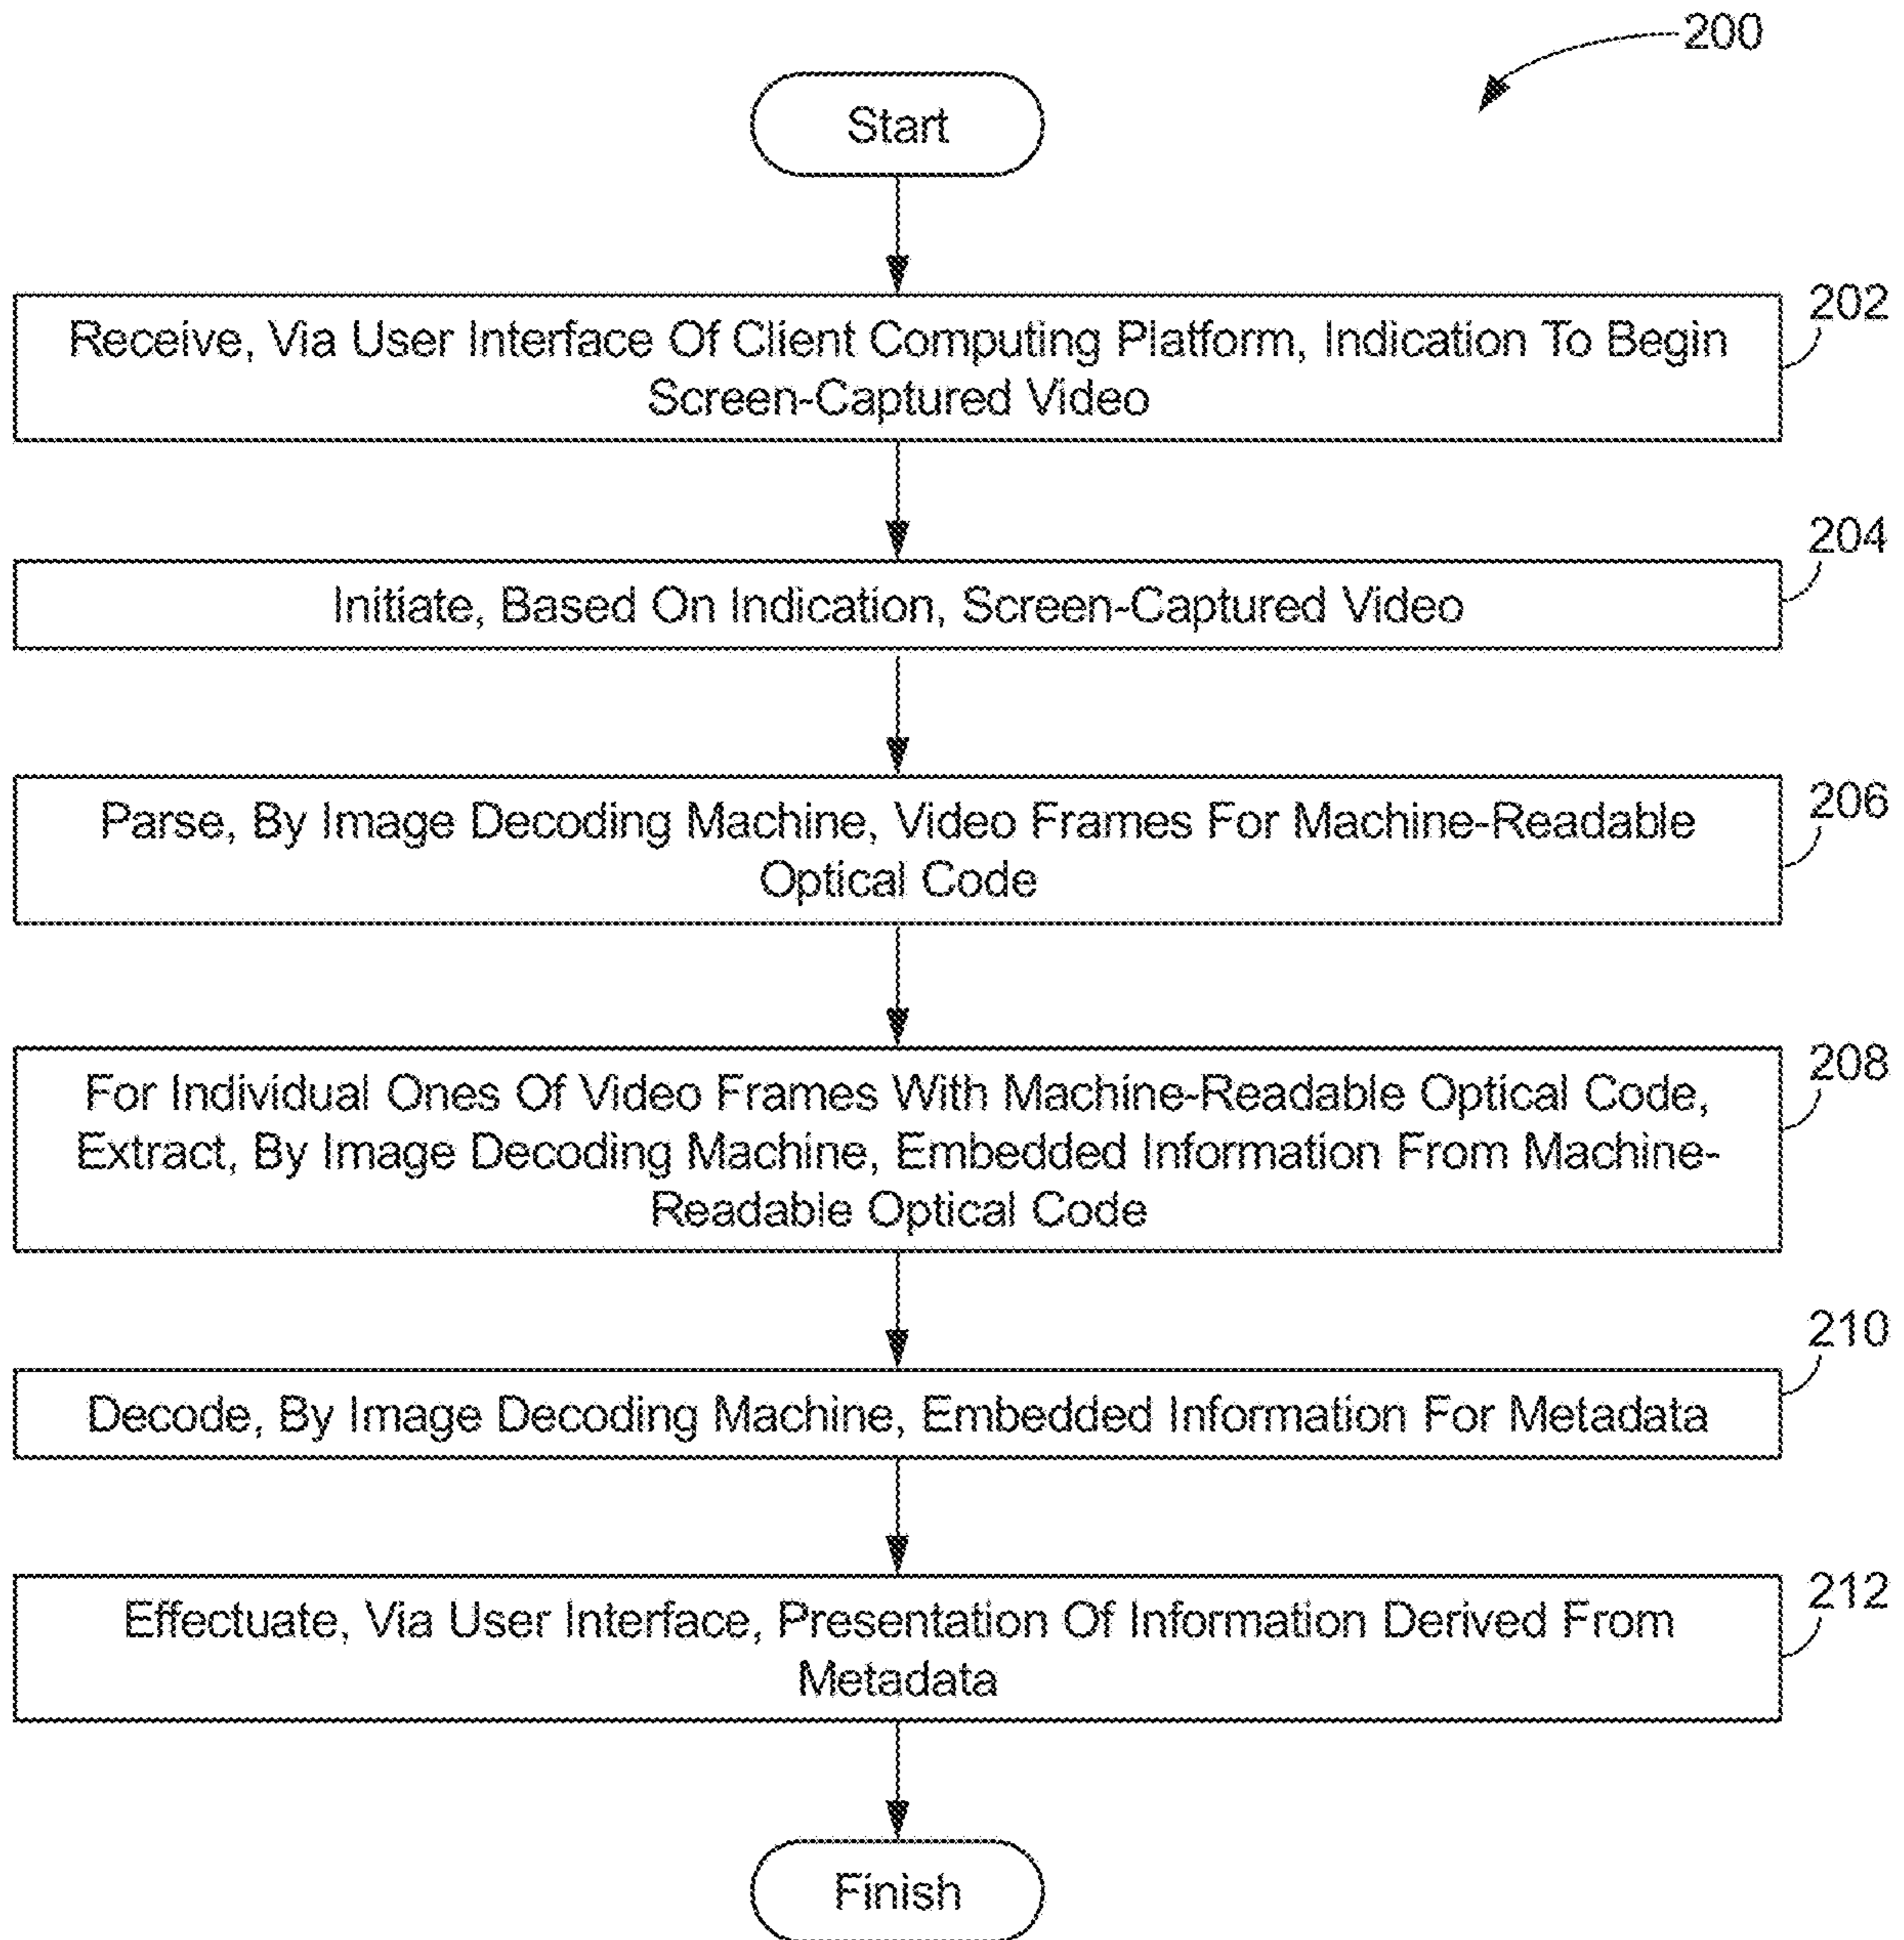 200
Start
202
Receive, Via User Interface Of Client Computing Platform, Indication To Begin
Screen-Captured Video
204
Initiate, Based On Indication, Screen-Captured Video
206
Parse, By Image Decoding Machine, Video Frames For Machine-Readable
Optical Code
208
For Individual Ones Of Video Frames With Machine-Readable Optical Code,
Extract, By Image Decoding Machine, Embedded Information From Machine-
Readable Optical Code
210
Decode, By Image Decoding Machine, Embedded Information For Metadata
212
Effectuate, Via User Interface, Presentation Of Information Derived From
Metadata
Finish